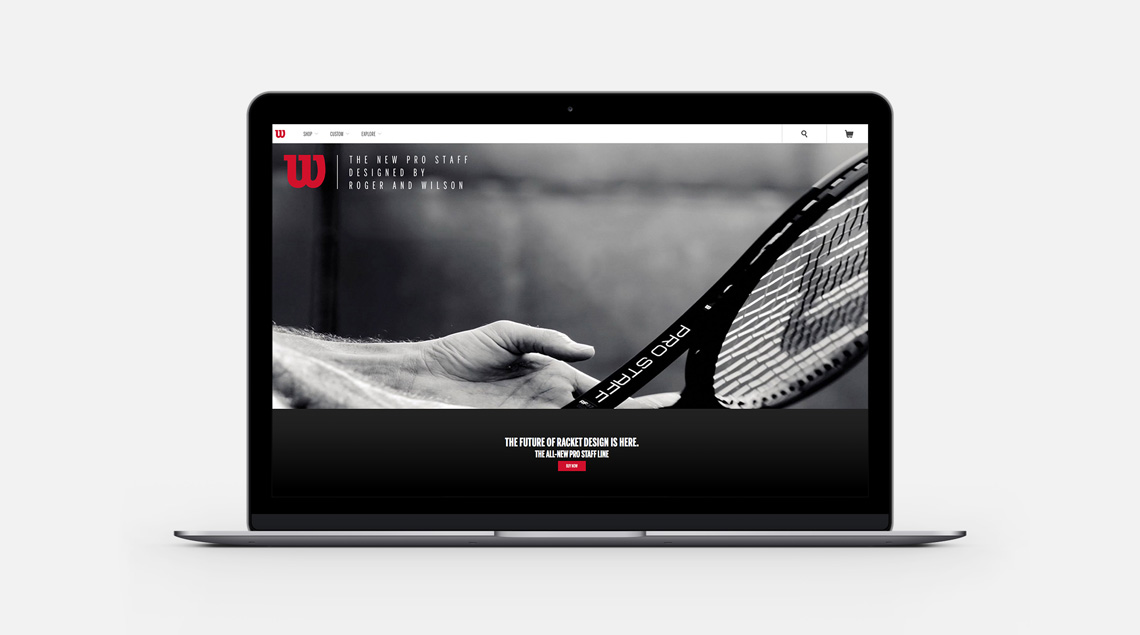 W
SHOP
CUSTOM
EXPLORE
W
THE NEW PRO STAFF
DESIGNED BY
ROGER AND WILSON
PRO STAFF
THE FUTURE OF RACKET DESIGN IS HERE.
THE ALL-NEW PRO STAFF LINE
BUY NOW